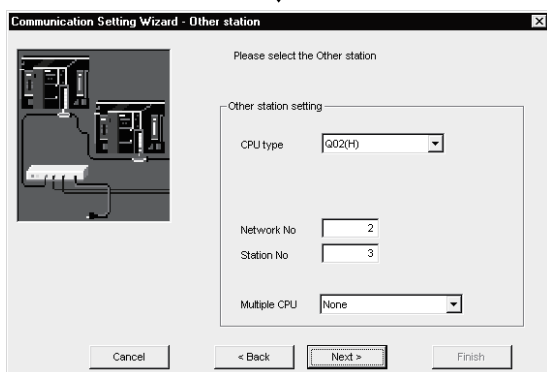 Communication Setting Wizard - Other station
Please select the Other station
Other station setting
CPU type Q02(H)
Network No 2
Station No 3
Multiple CPU None
Cancel < Back Next > Finish